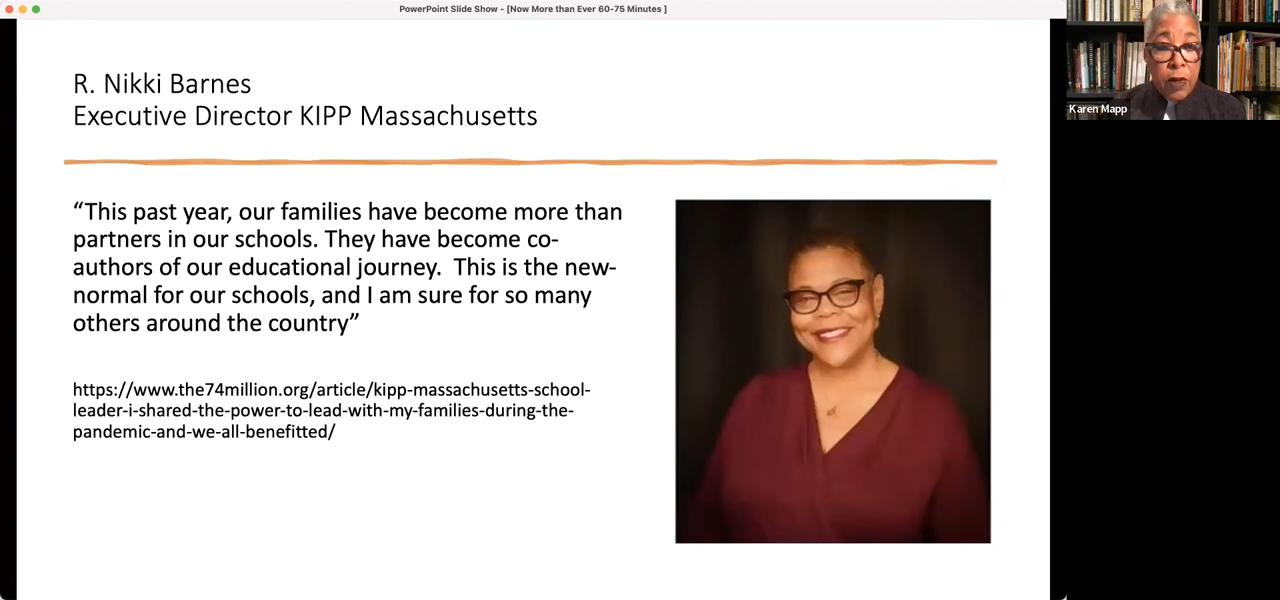 PowerPoint Slide Show - [Now More than Ever 60-75 Minutes ]
R. Nikki Barnes
Executive Director KIPP Massachusetts
“This past year, our families have become more than
partners in our schools. They have become co-
authors of our educational journey.  This is the new-
normal for our schools, and I am sure for so many
others around the country”
https://www.the74million.org/article/kipp-massachusetts-school-
leader-i-shared-the-power-to-lead-with-my-families-during-the-
pandemic-and-we-all-benefitted/
Karen Mapp